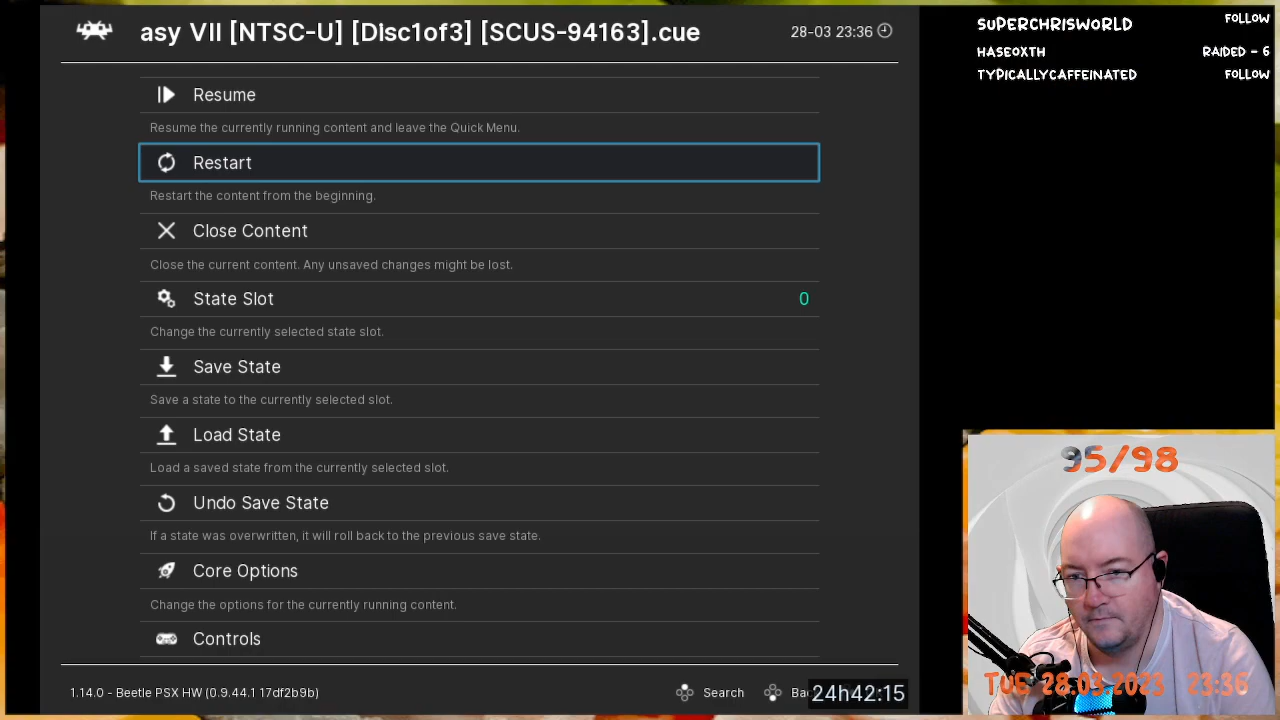 asy VII [NTSC-U] [Disc1of3] [SCUS-94163].cue
28-03 23:36
Resume
Resume the currently running content and leave the Quick Menu.
Restart
Restart the content from the beginning.
Close Content
Close the current content. Any unsaved changes might be lost.
State Slot
0
Change the currently selected state slot.
Save State
Save a state to the currently selected slot.
Load State
Load a saved state from the currently selected slot.
Undo Save State
If a state was overwritten, it will roll back to the previous save state.
Core Options
Change the options for the currently running content.
Controls
1.14.0 - Beetle PSX HW (0.9.44.1 17df2b9b)
Search
Bac
24h42:15
SUPERCHRISWORLD FOLLOW
HASEOXTH RAIDED - 6
TYPICALLYCAFFEINATED FOLLOW
95/98
TUE 28.03.2023 23:36